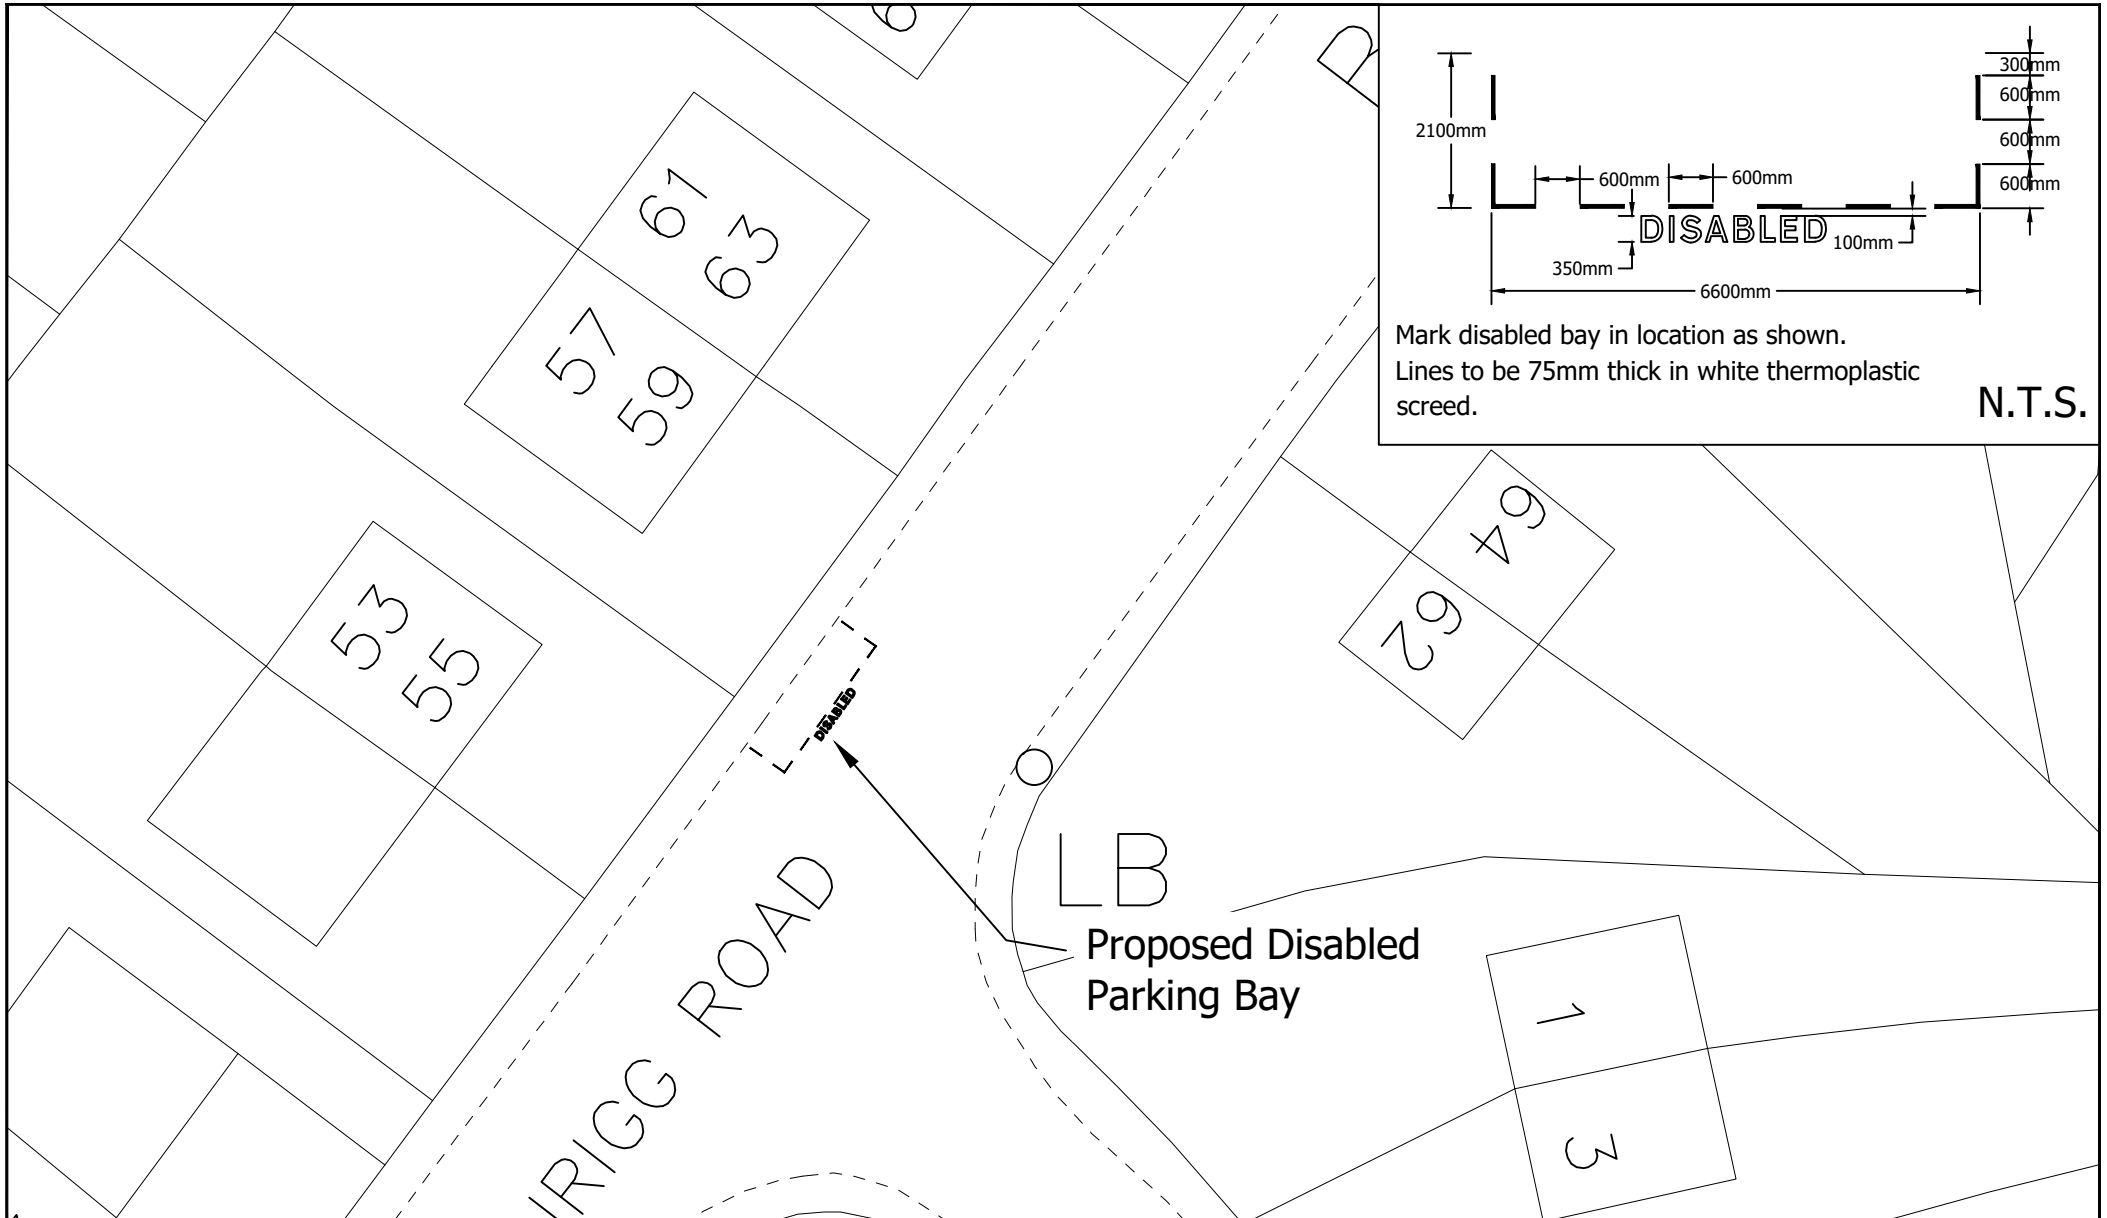 61
63
57
59
53
55
64
62
LB
ROAD
1
3
Proposed Disabled
Parking Bay
DISABLED
2100mm
300mm
600mm
600mm
600mm
600mm
600mm
DISABLED
100mm
350mm
6600mm
Mark disabled bay in location as shown.
Lines to be 75mm thick in white thermoplastic
screed.
N.T.S.